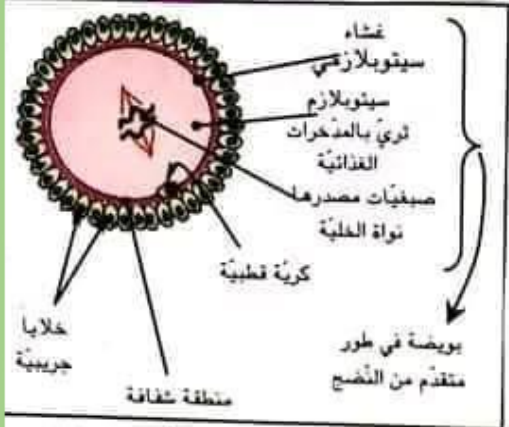 غشاء
سيتوبلازمي
سيتوبلازم
ثريّ بالمدّخرات
الغذائيّة
صبغيّات مصدرها
نواة الخليّة
كريّة قطبيّة
خلايا
جريبيّة
منطقة شفافة
بويضة في طور
متقدّم من النّضج